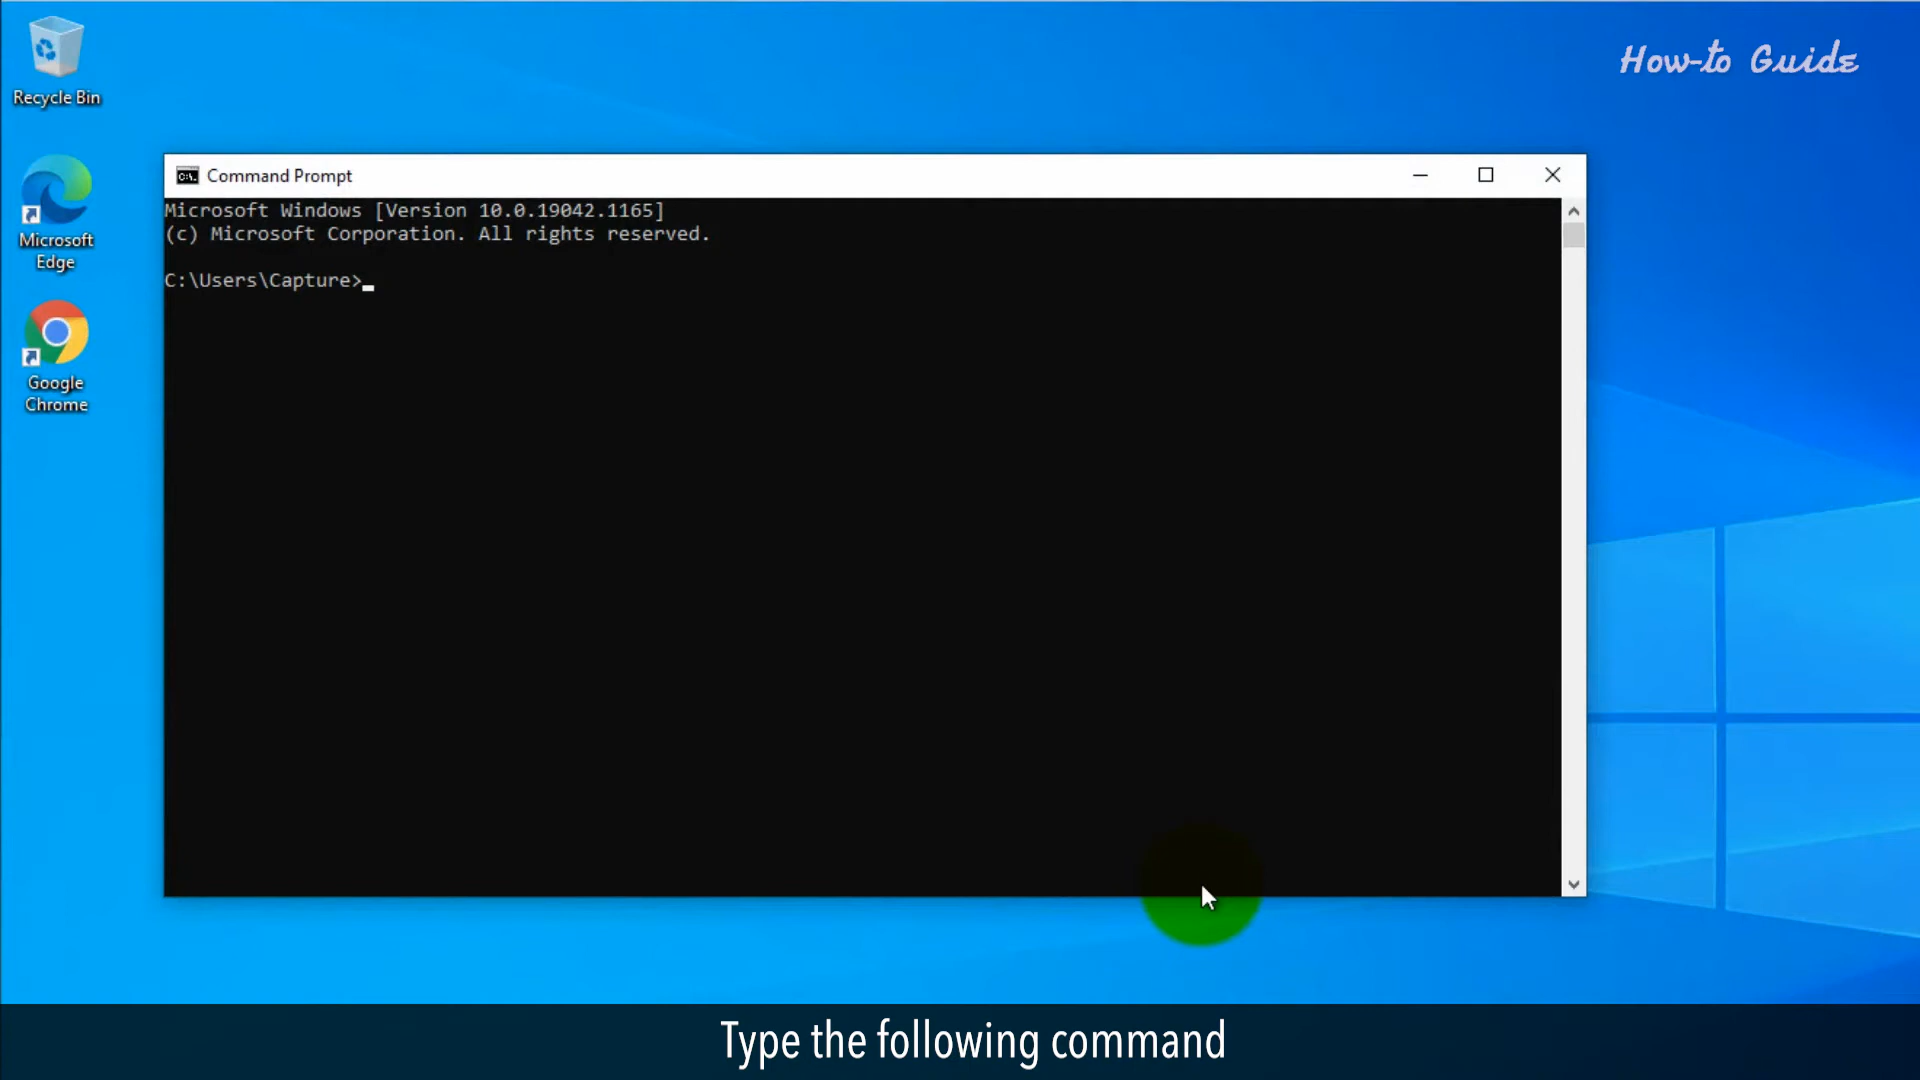 How-to Guide
Recycle Bin
Microsoft
Edge
Google
Chrome
Command Prompt
Microsoft Windows [Version 10.0.19042.1165]
(c) Microsoft Corporation. All rights reserved.
C:\Users\Capture>_
Type the following command